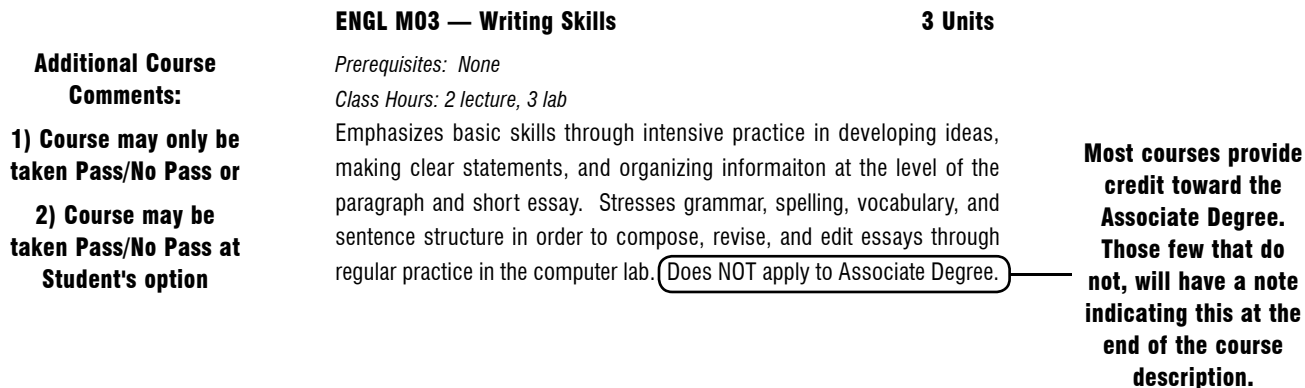 ENGL M03 — Writing Skills 3 Units
Additional Course
Comments:
1) Course may only be
taken Pass/No Pass or
2) Course may be
taken Pass/No Pass at
Student's option
Prerequisites: None
Class Hours: 2 lecture, 3 lab
Emphasizes basic skills through intensive practice in developing ideas,
making clear statements, and organizing informaiton at the level of the
paragraph and short essay. Stresses grammar, spelling, vocabulary, and
sentence structure in order to compose, revise, and edit essays through
regular practice in the computer lab. Does NOT apply to Associate Degree.
Most courses provide
credit toward the
Associate Degree.
Those few that do
not, will have a note
indicating this at the
end of the course
description.